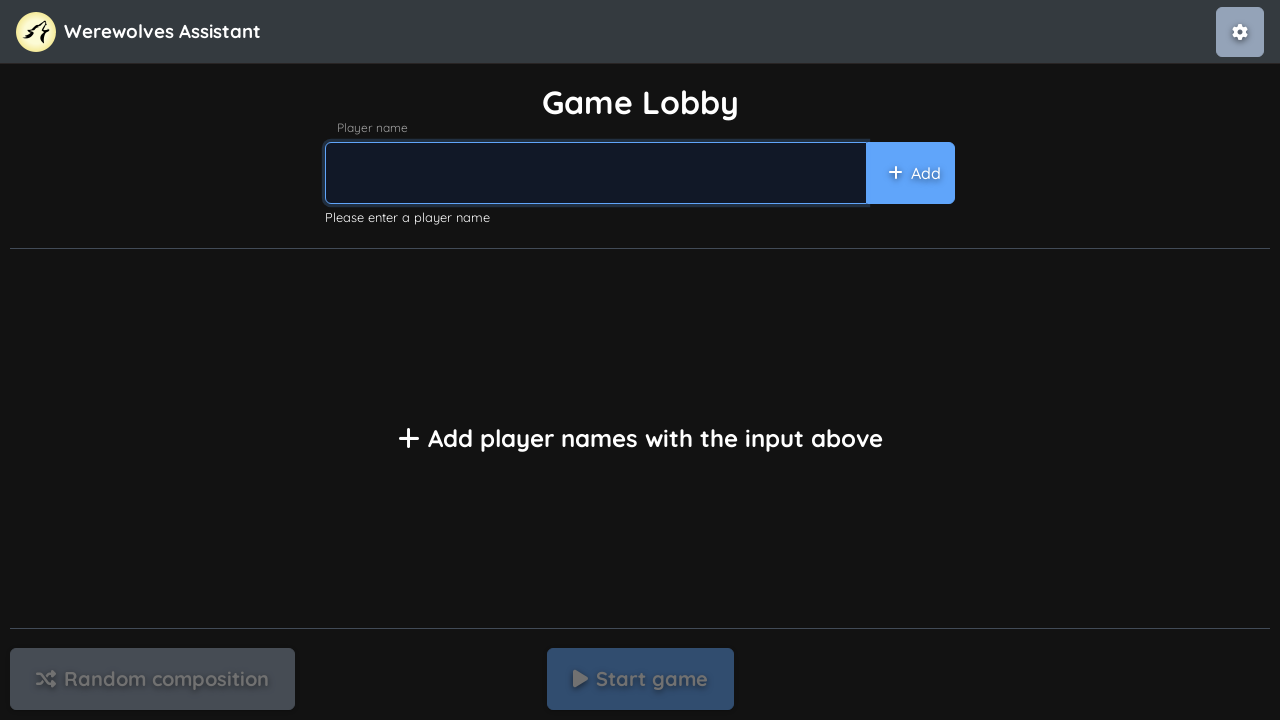 Werewolves Assistant
Game Lobby
Player name
Add
Please enter a player name
Add player names with the input above
Random composition
Start game